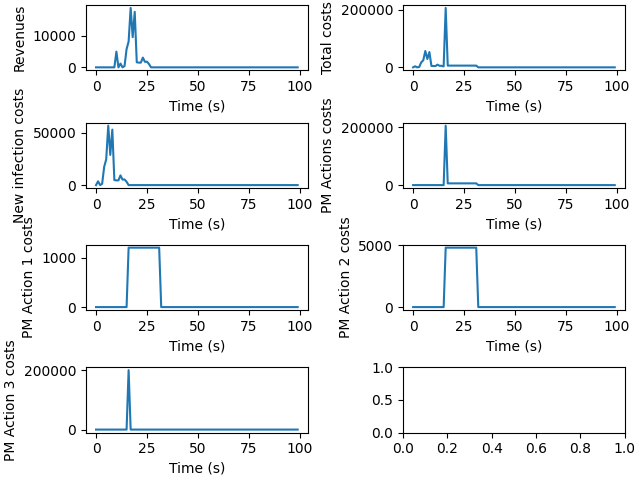 Revenues
10000
0
0 25 50 75 100
Time (s)
Total costs
200000
0
0 25 50 75 100
Time (s)
New infection costs
50000
0
0 25 50 75 100
Time (s)
PM Actions costs
200000
0
0 25 50 75 100
Time (s)
PM Action 1 costs
1000
0
0 25 50 75 100
Time (s)
PM Action 2 costs
5000
0
0 25 50 75 100
Time (s)
PM Action 3 costs
200000
0
0 25 50 75 100
Time (s)
1.0
0.5
0.0
0.0 0.2 0.4 0.6 0.8 1.0